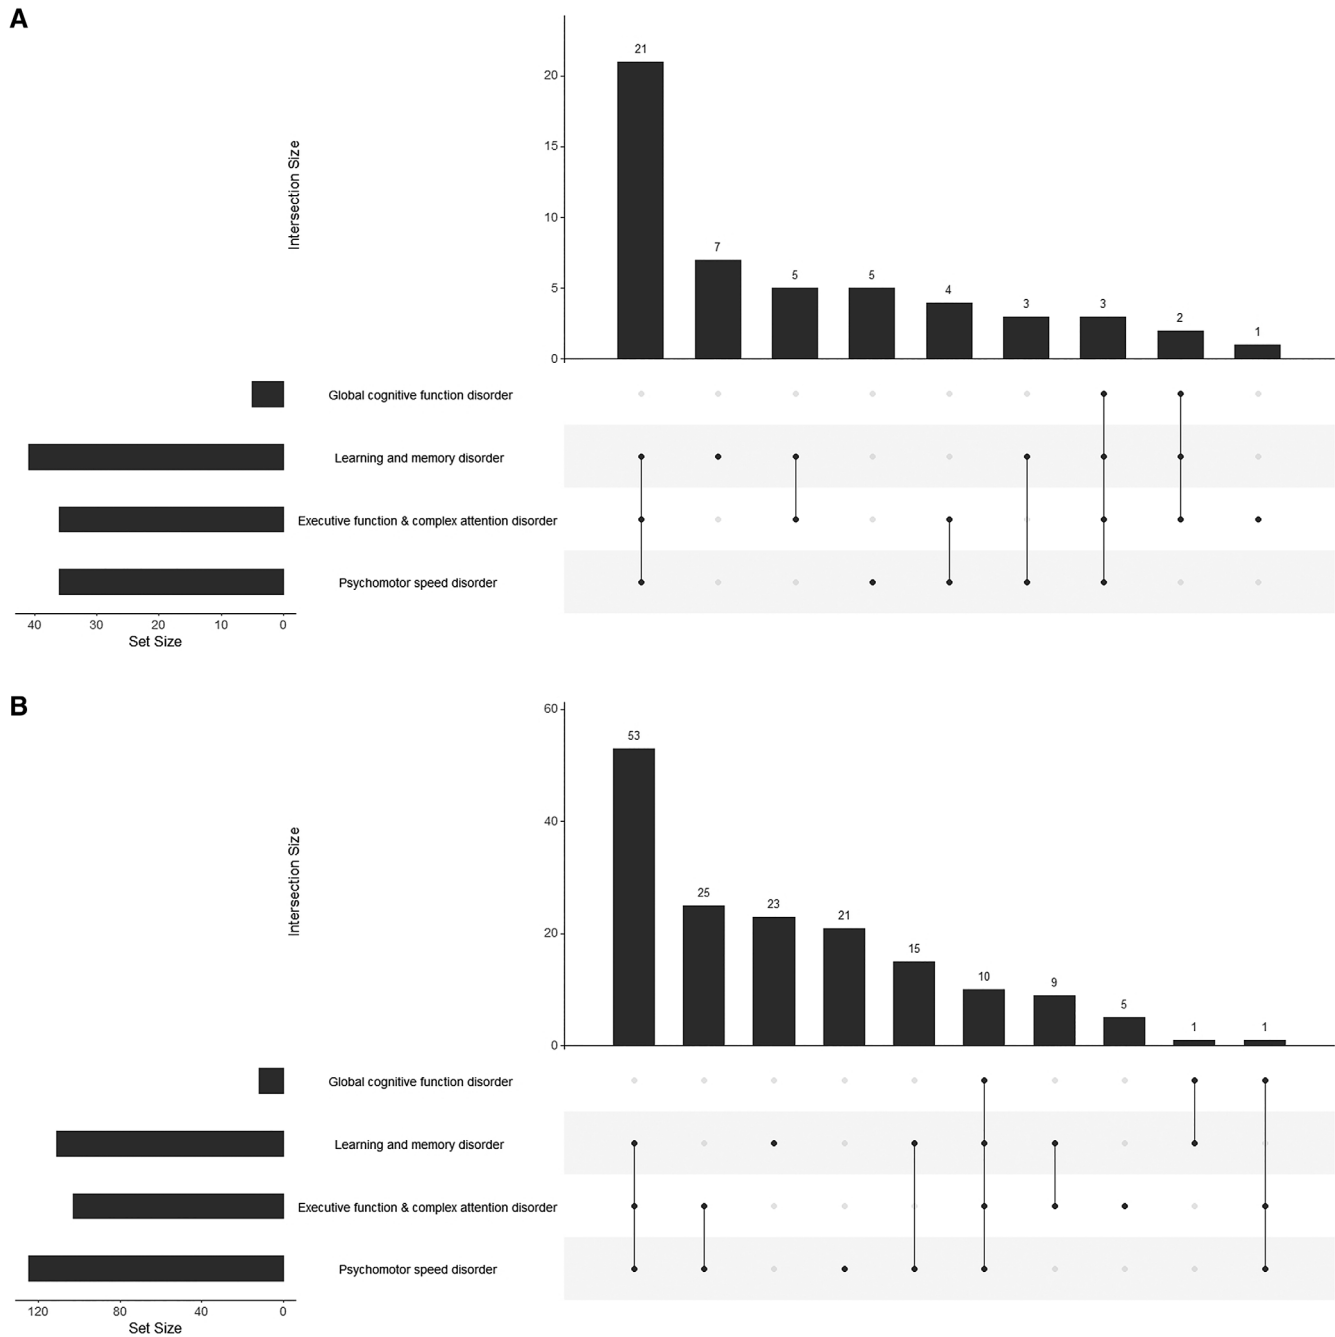 A
Intersection Size
20
15
10
5
0
21
7
5
5
4
3
3
2
1
Global cognitive function disorder
Learning and memory disorder
Executive function & complex attention disorder
Psychomotor speed disorder
40 30 20 10 0
Set Size
B
Intersection Size
60
40
20
0
53
25
23
21
15
10
9
5
1
1
Global cognitive function disorder
Learning and memory disorder
Executive function & complex attention disorder
Psychomotor speed disorder
120 80 40 0
Set Size